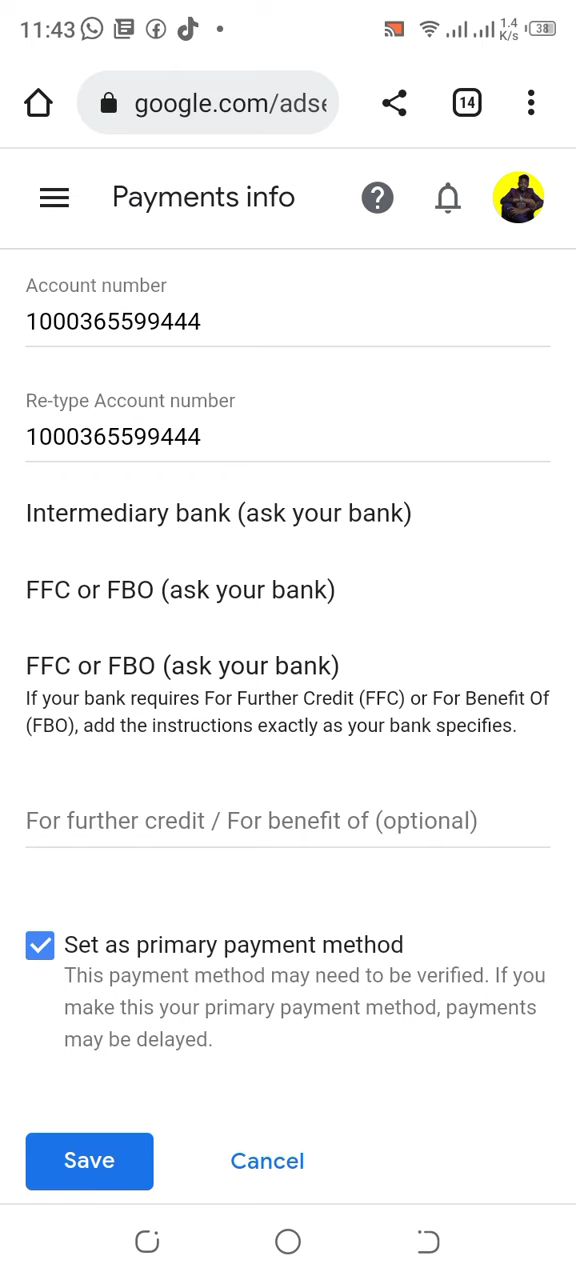 11:43
1.4
K/s
38
google.com/adse
14
Payments info
Account number
1000365599444
Re-type Account number
1000365599444
Intermediary bank (ask your bank)
FFC or FBO (ask your bank)
FFC or FBO (ask your bank)
If your bank requires For Further Credit (FFC) or For Benefit Of
(FBO), add the instructions exactly as your bank specifies.
For further credit / For benefit of (optional)
Set as primary payment method
This payment method may need to be verified. If you
make this your primary payment method, payments
may be delayed.
Save
Cancel